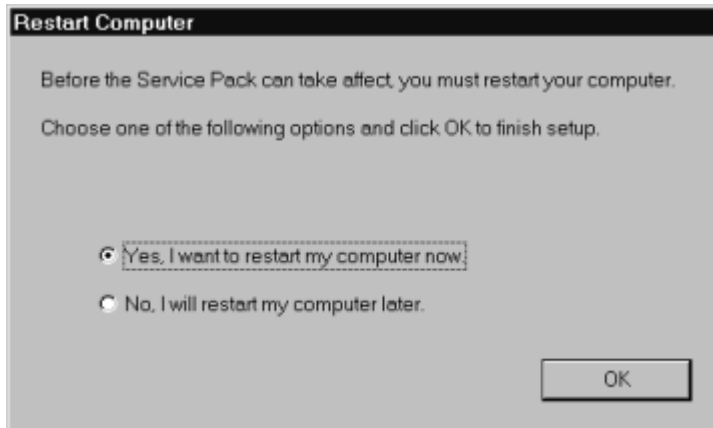 Restart Computer
Before the Service Pack can take affect, you must restart your computer.
Choose one of the following options and click OK to finish setup.
Yes, I want to restart my computer now.
No, I will restart my computer later.
OK